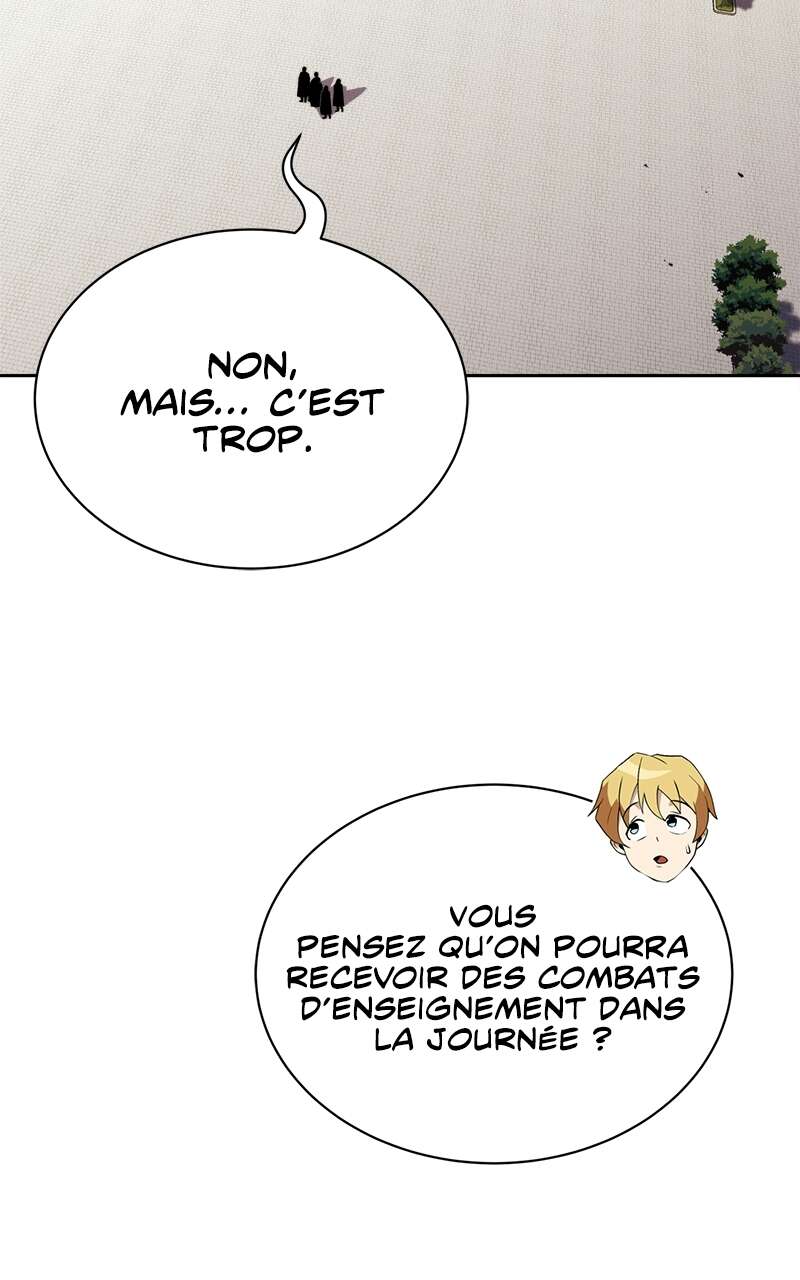 NON,
MAIS... C'EST
TROP.
VOUS
PENSEZ QU'ON POURRA
RECEVOIR DES COMBATS
D'ENSEIGNEMENT DANS
LA JOURNÉE ?